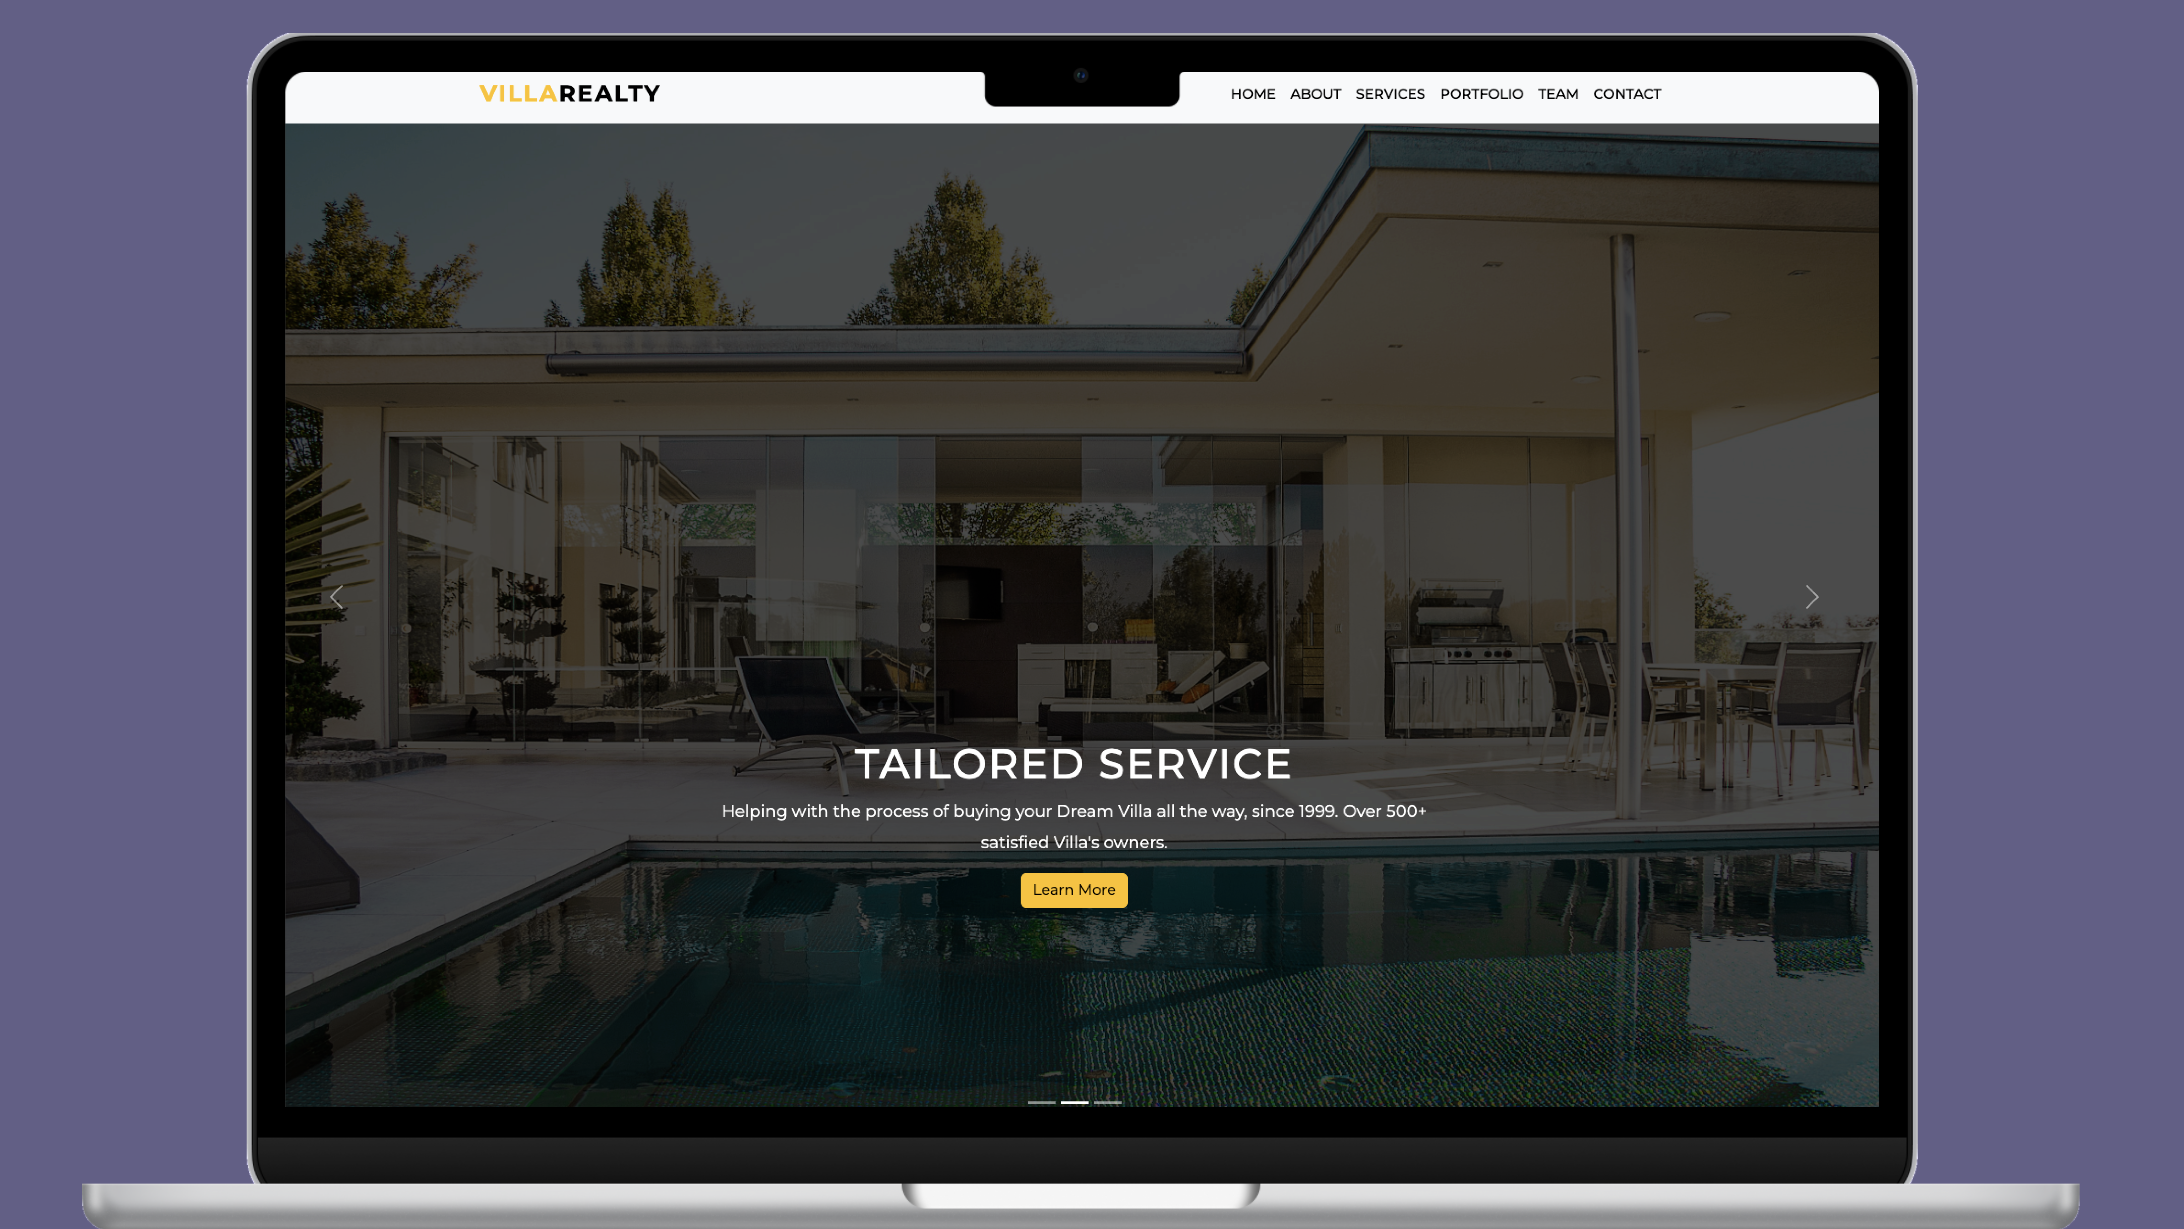 VILLAREALTY
HOME ABOUT SERVICES PORTFOLIO TEAM CONTACT
TAILORED SERVICE
Helping with the process of buying your Dream Villa all the way, since 1999. Over 500+
satisfied Villa's owners.
Learn More